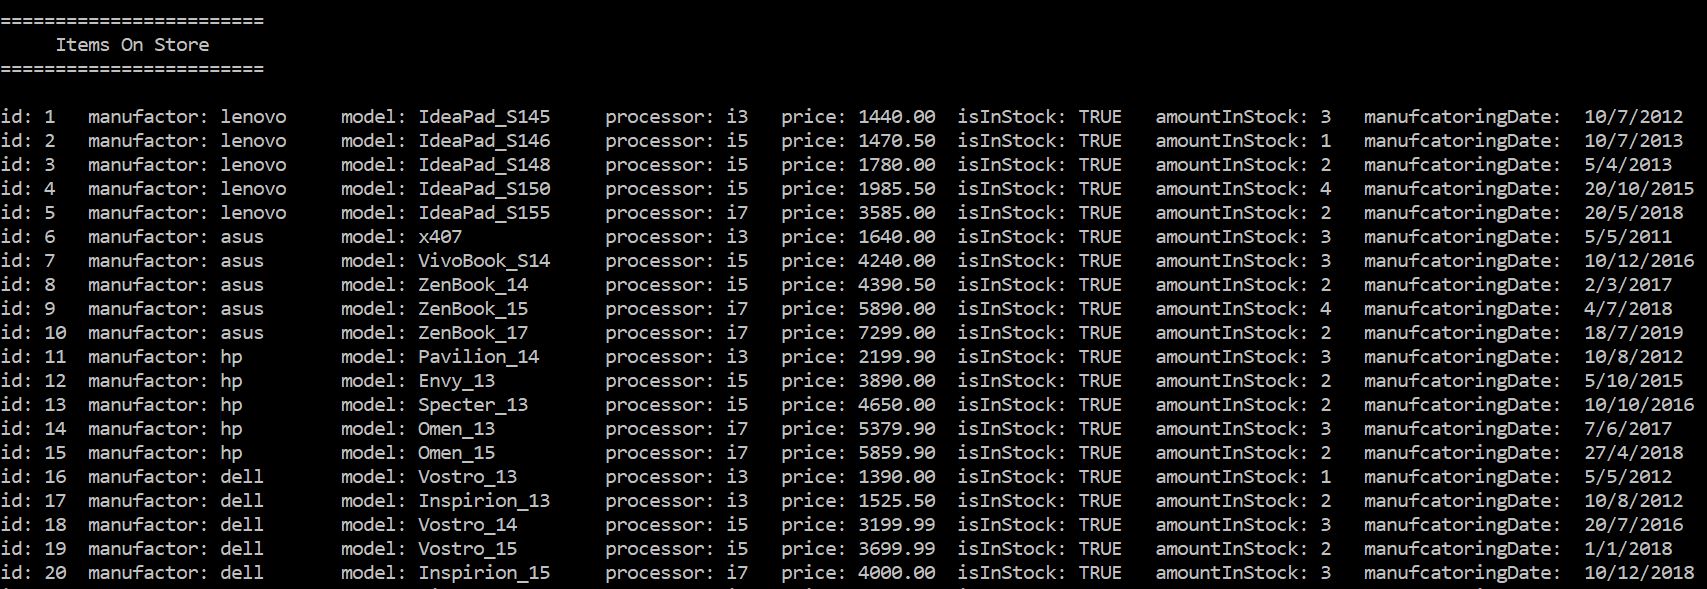 ========================
Items On Store
========================
id: 1 manufactor: lenovo model: IdeaPad_S145 processor: i3 price: 1440.00 isInStock: TRUE amountInStock: 3 manufcatoringDate: 10/7/2012
id: 2 manufactor: lenovo model: IdeaPad_S146 processor: i5 price: 1470.50 isInStock: TRUE amountInStock: 1 manufcatoringDate: 10/7/2013
id: 3 manufactor: lenovo model: IdeaPad_S148 processor: i5 price: 1780.00 isInStock: TRUE amountInStock: 2 manufcatoringDate: 5/4/2013
id: 4 manufactor: lenovo model: IdeaPad_S150 processor: i5 price: 1985.50 isInStock: TRUE amountInStock: 4 manufcatoringDate: 20/10/2015
id: 5 manufactor: lenovo model: IdeaPad_S155 processor: i7 price: 3585.00 isInStock: TRUE amountInStock: 2 manufcatoringDate: 20/5/2018
id: 6 manufactor: asus model: x407 processor: i3 price: 1640.00 isInStock: TRUE amountInStock: 3 manufcatoringDate: 5/5/2011
id: 7 manufactor: asus model: VivoBook_S14 processor: i5 price: 4240.00 isInStock: TRUE amountInStock: 3 manufcatoringDate: 10/12/2016
id: 8 manufactor: asus model: ZenBook_14 processor: i5 price: 4390.50 isInStock: TRUE amountInStock: 2 manufcatoringDate: 2/3/2017
id: 9 manufactor: asus model: ZenBook_15 processor: i7 price: 5890.00 isInStock: TRUE amountInStock: 4 manufcatoringDate: 4/7/2018
id: 10 manufactor: asus model: ZenBook_17 processor: i7 price: 7299.00 isInStock: TRUE amountInStock: 2 manufcatoringDate: 18/7/2019
id: 11 manufactor: hp model: Pavilion_14 processor: i3 price: 2199.90 isInStock: TRUE amountInStock: 3 manufcatoringDate: 10/8/2012
id: 12 manufactor: hp model: Envy_13 processor: i5 price: 3890.00 isInStock: TRUE amountInStock: 2 manufcatoringDate: 5/10/2015
id: 13 manufactor: hp model: Specter_13 processor: i5 price: 4650.00 isInStock: TRUE amountInStock: 2 manufcatoringDate: 10/10/2016
id: 14 manufactor: hp model: Omen_13 processor: i7 price: 5379.90 isInStock: TRUE amountInStock: 3 manufcatoringDate: 7/6/2017
id: 15 manufactor: hp model: Omen_15 processor: i7 price: 5859.90 isInStock: TRUE amountInStock: 2 manufcatoringDate: 27/4/2018
id: 16 manufactor: dell model: Vostro_13 processor: i3 price: 1390.00 isInStock: TRUE amountInStock: 1 manufcatoringDate: 5/5/2012
id: 17 manufactor: dell model: Inspirion_13 processor: i3 price: 1525.50 isInStock: TRUE amountInStock: 2 manufcatoringDate: 10/8/2012
id: 18 manufactor: dell model: Vostro_14 processor: i5 price: 3199.99 isInStock: TRUE amountInStock: 3 manufcatoringDate: 20/7/2016
id: 19 manufactor: dell model: Vostro_15 processor: i5 price: 3699.99 isInStock: TRUE amountInStock: 2 manufcatoringDate: 1/1/2018
id: 20 manufactor: dell model: Inspirion_15 processor: i7 price: 4000.00 isInStock: TRUE amountInStock: 3 manufcatoringDate: 10/12/2018